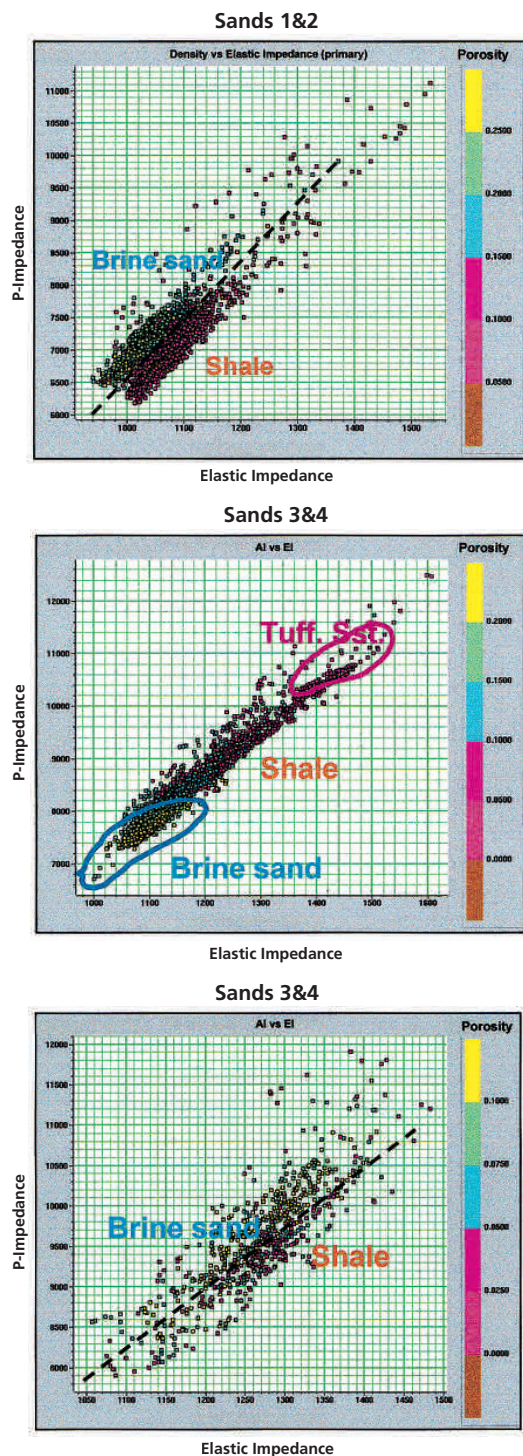 Sands 1&2
Density vs Elastic Impedance (primary)
Porosity
11000
10500
10000
9500
9000
8500
8000
7500
7000
6500
6000
P-Impedance
Brine sand
Shale
0.2500
0.2000
0.1500
0.1000
0.0500
1000
1100
1200
1300
1400
1500
Elastic Impedance
Sands 3&4
AI vs EI
Porosity
12000
11000
10000
9000
8000
7000
P-Impedance
Tuff. Sst.
Shale
Brine sand
0.2000
0.1500
0.1000
0.0500
0.0000
1000
1100
1200
1300
1400
1500
1600
Elastic Impedance
Sands 3&4
AI vs EI
Porosity
12000
11500
11000
10500
10000
9500
9000
8500
8000
P-Impedance
Brine sand
Shale
0.1000
0.0750
0.0500
0.0250
0.0000
1050
1100
1150
1200
1250
1300
1350
1400
1450
1500
Elastic Impedance